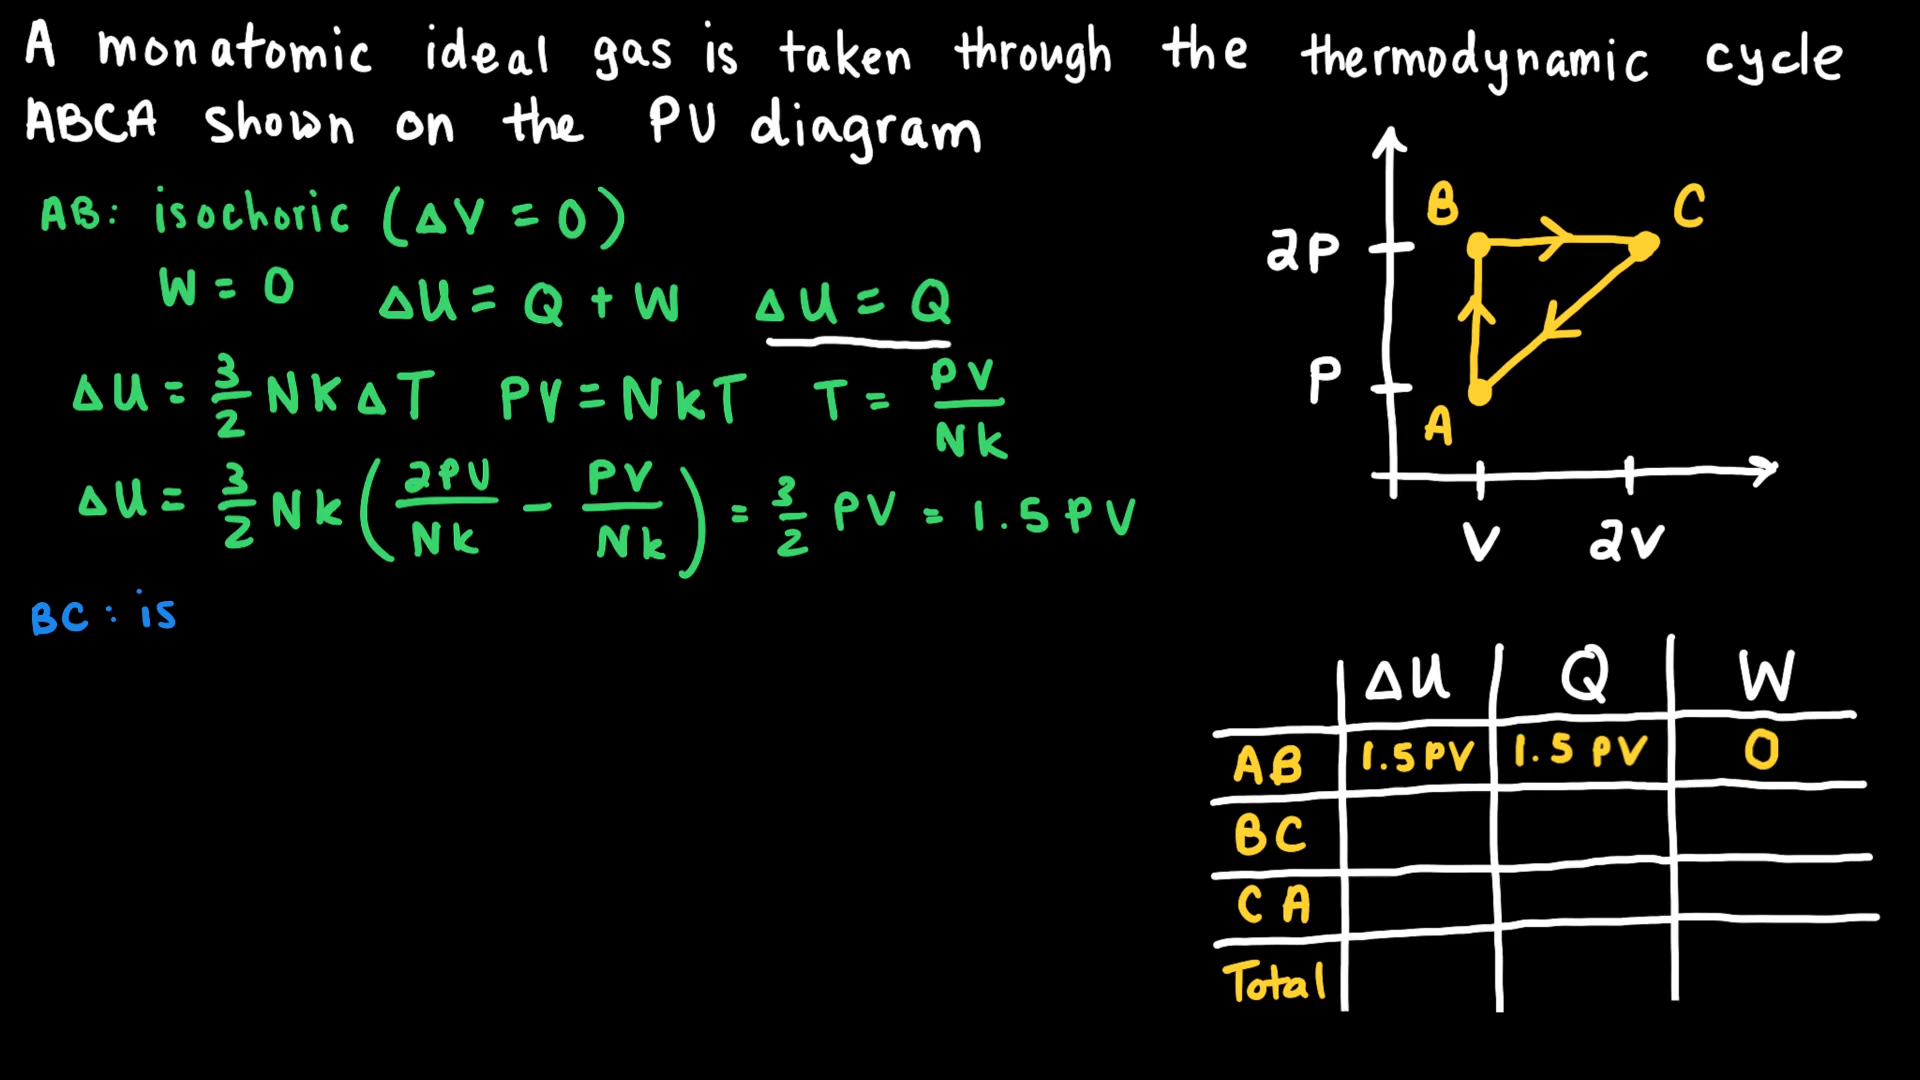 A monatomic ideal gas is taken through the thermodynamic cycle
ABCA shown on the PV diagram
AB: isochoric (ΔV = 0)
W = 0 ΔU = Q + W ΔU = Q
ΔU = 3/2 NkΔT PV = NkT T = PV/Nk
ΔU = 3/2 Nk (2PV/Nk - PV/Nk) = 3/2 PV = 1.5 PV
BC: is
B C
2P
P
A
V 2V
ΔU Q W
AB 1.5PV 1.5 PV 0
BC
CA
Total